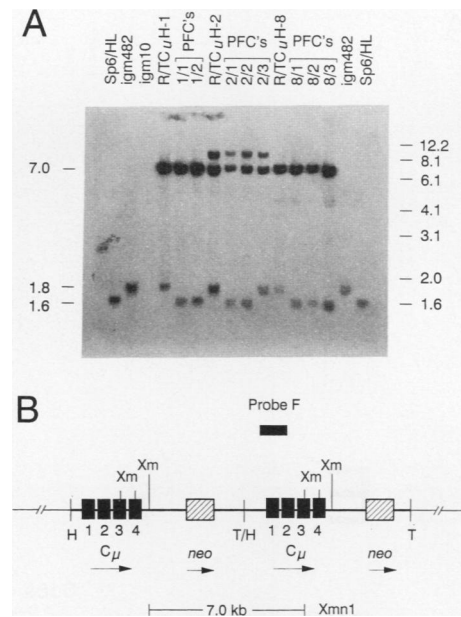 A
Sp6/HL
igm482
igm10
R/TCμH-1
PFC's
1/1
1/2
R/TCμH-2
PFC's
2/1
2/2
2/3
R/TCμH-8
PFC's
8/1
8/2
8/3
igm482
Sp6/HL
7.0
1.8
1.6
12.2
8.1
6.1
4.1
3.1
2.0
1.6
B
Probe F
Xm Xm Xm Xm
H 1 2 3 4 T/H 1 2 3 4 T
Cμ neo Cμ neo
7.0 kb Xmn1